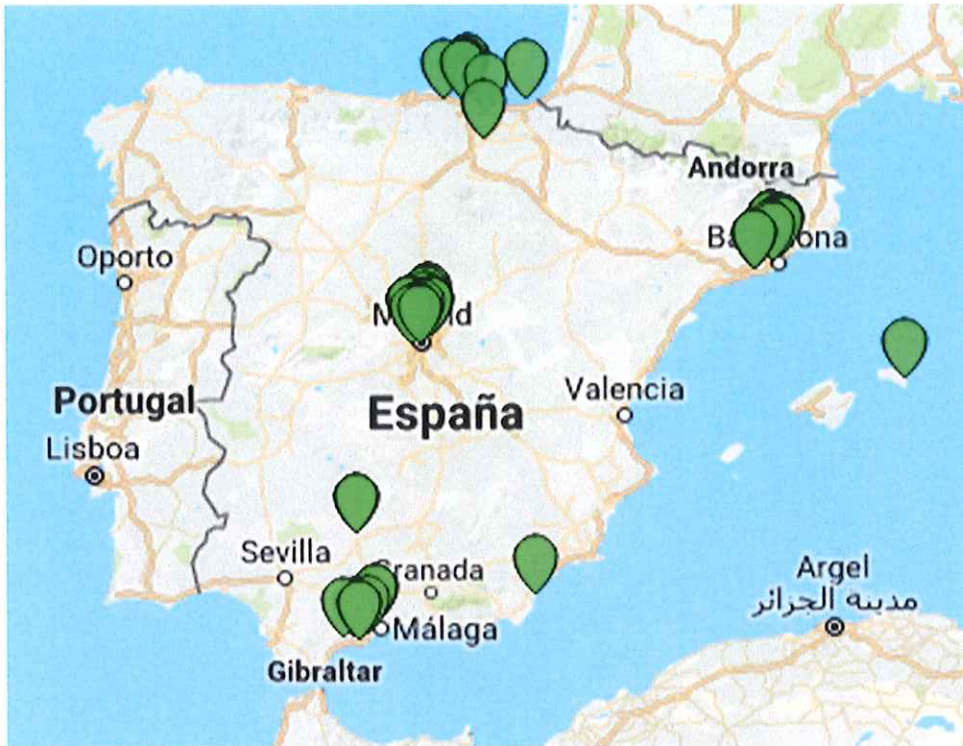 Andorra
Oporto
Portugal
España
Valencia
Lisboa
Sevilla
Málaga
Gibraltar
Argel
مدينة الجزائر